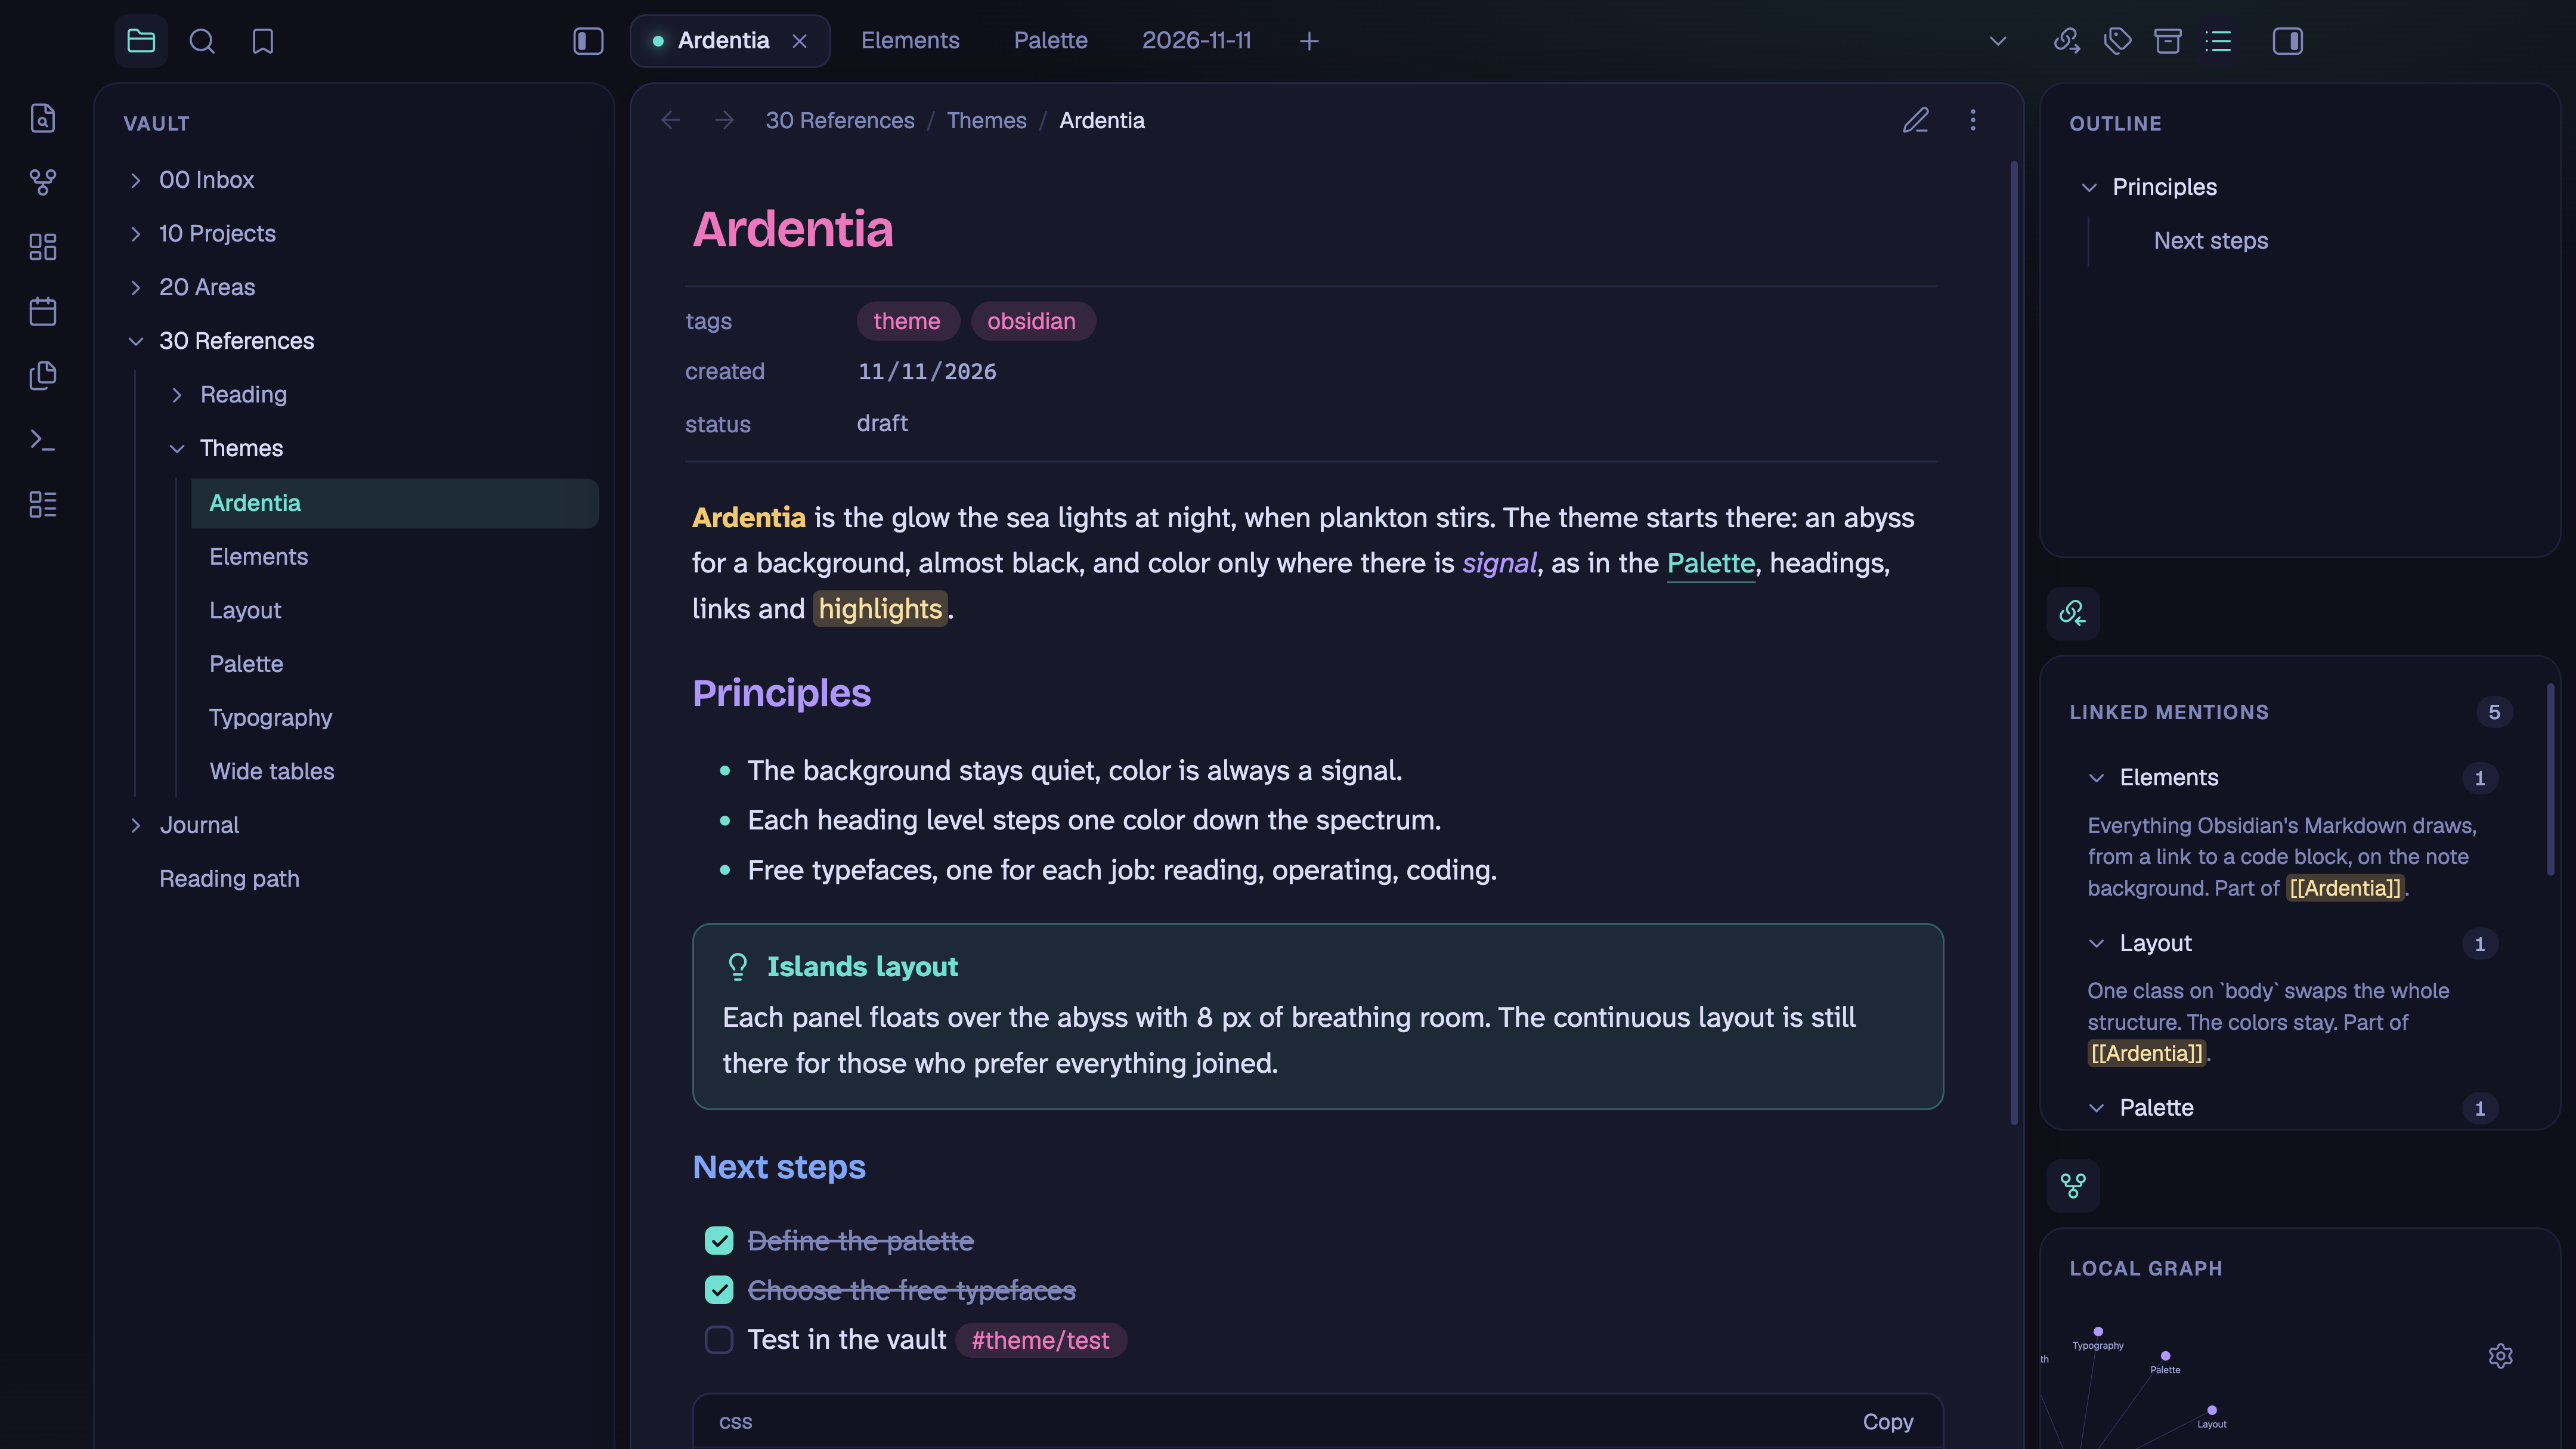 Ardentia
Elements
Palette
2026-11-11
VAULT
00 Inbox
10 Projects
20 Areas
30 References
Reading
Themes
Ardentia
Elements
Layout
Palette
Typography
Wide tables
Journal
Reading path
30 References / Themes / Ardentia
Ardentia
tags theme obsidian
created 11/11/2026
status draft
Ardentia is the glow the sea lights at night, when plankton stirs. The theme starts there: an abyss
for a background, almost black, and color only where there is signal, as in the Palette, headings,
links and highlights.
Principles
The background stays quiet, color is always a signal.
Each heading level steps one color down the spectrum.
Free typefaces, one for each job: reading, operating, coding.
Islands layout
Each panel floats over the abyss with 8 px of breathing room. The continuous layout is still
there for those who prefer everything joined.
Next steps
Define the palette
Choose the free typefaces
Test in the vault #theme/test
css Copy
OUTLINE
Principles
Next steps
LINKED MENTIONS 5
Elements 1
Everything Obsidian's Markdown draws,
from a link to a code block, on the note
background. Part of [[Ardentia]].
Layout 1
One class on `body` swaps the whole
structure. The colors stay. Part of
[[Ardentia]].
Palette 1
LOCAL GRAPH
Typography
th
Palette
Layout